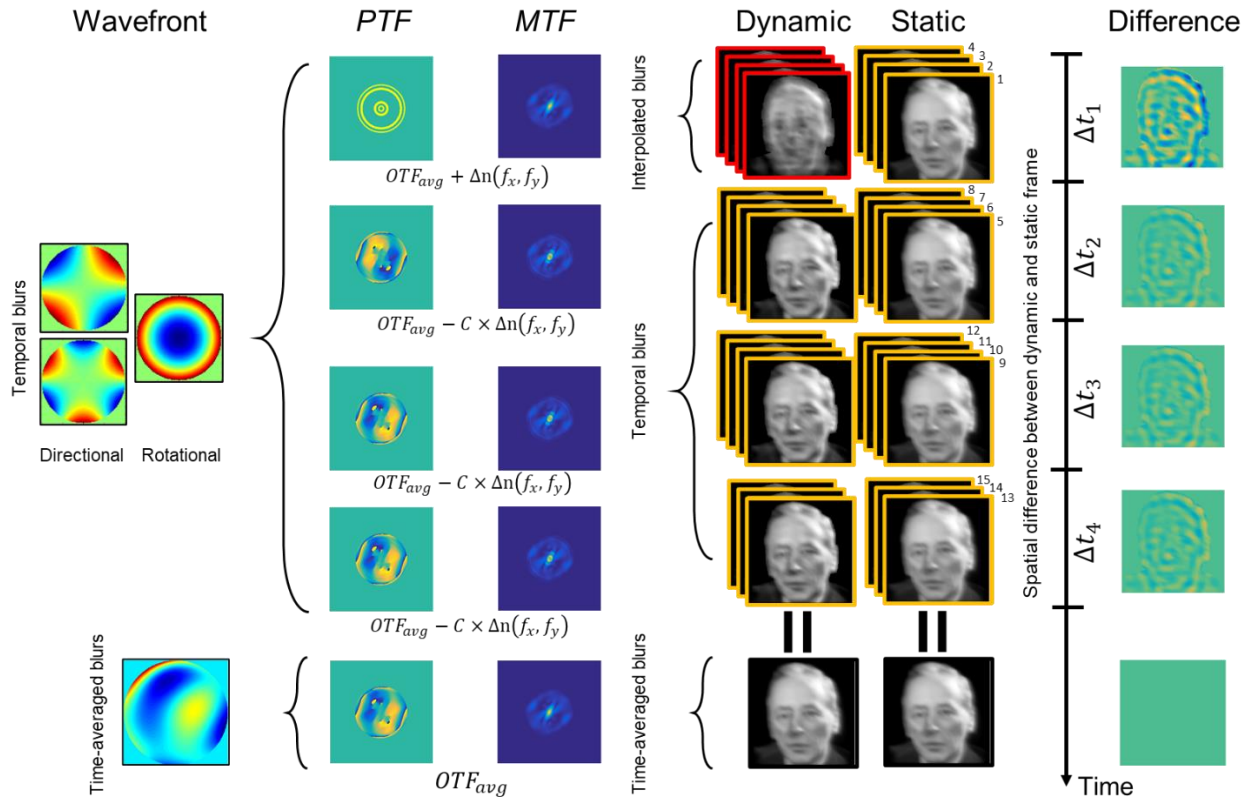 Wavefront
PTF
MTF
Dynamic
Static
Difference
Temporal blurs
Directional
Rotational
OTF_avg + Δn(f_x, f_y)
OTF_avg − C × Δn(f_x, f_y)
OTF_avg − C × Δn(f_x, f_y)
OTF_avg − C × Δn(f_x, f_y)
Time-averaged blurs
OTF_avg
Interpolated blurs
4
3
2
1
Temporal blurs
8
7
6
5
12
11
10
9
15
14
13
Time-averaged blurs
Spatial difference between dynamic and static frame
Δt_1
Δt_2
Δt_3
Δt_4
Time